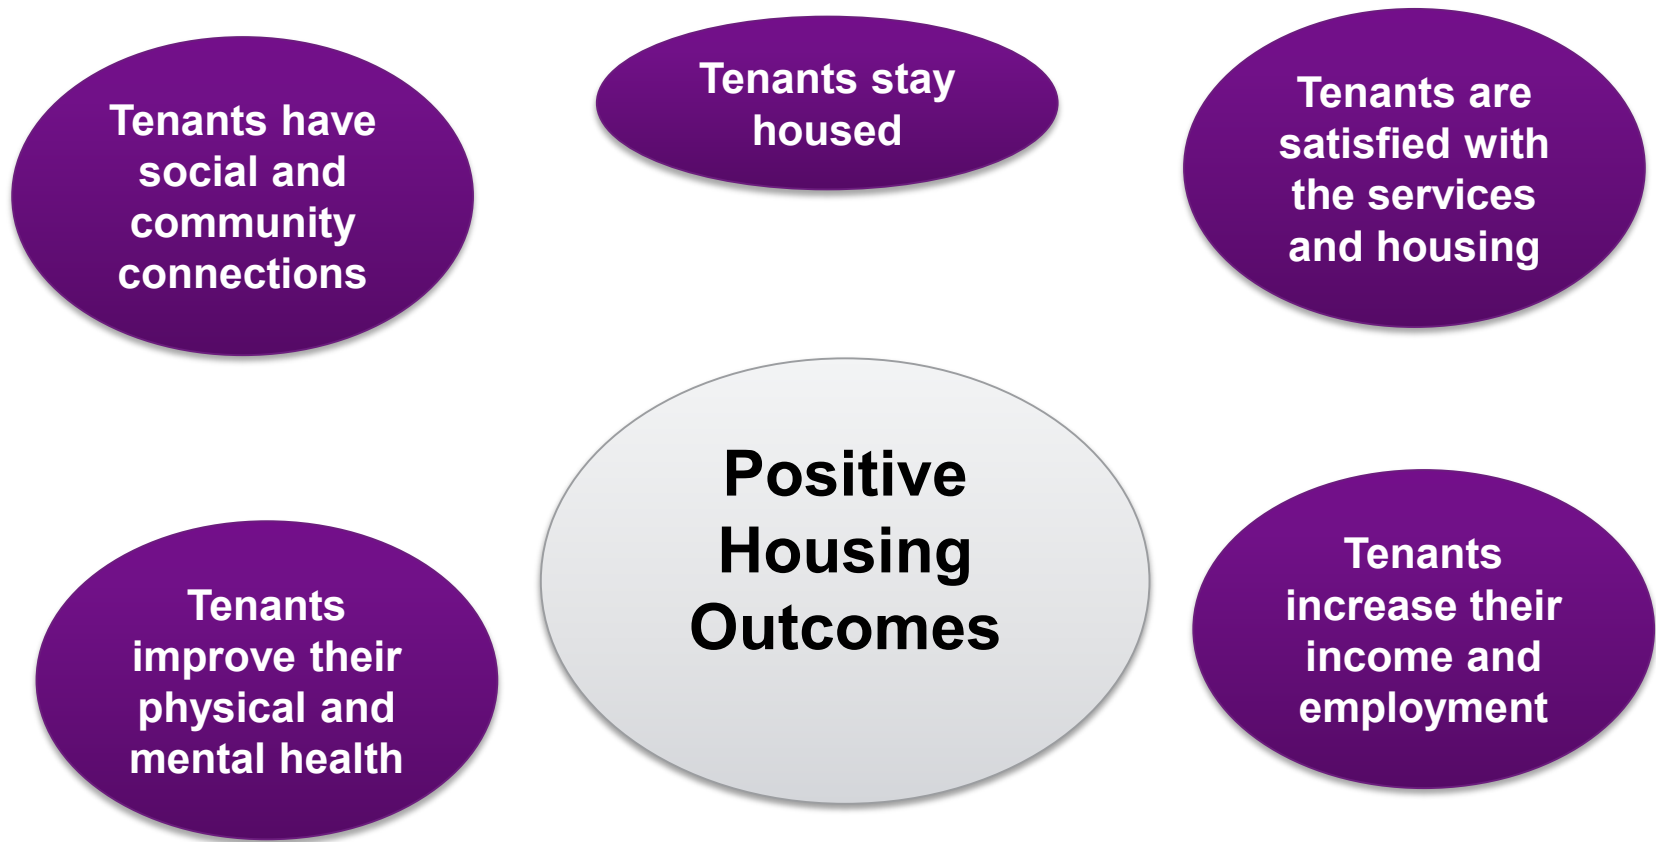 Tenants have
social and
community
connections
Tenants stay
housed
Tenants are
satisfied with
the services
and housing
Positive
Housing
Outcomes
Tenants
improve their
physical and
mental health
Tenants
increase their
income and
employment